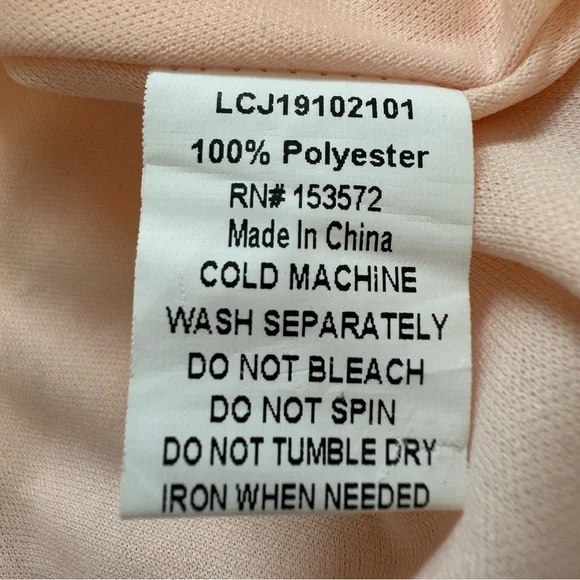 LCJ19102101
100% Polyester
RN# 153572
Made In China
COLD MACHiNE
WASH SEPARATELY
DO NOT BLEACH
DO NOT SPIN
DO NOT TUMBLE DRY
IRON WHEN NEEDED